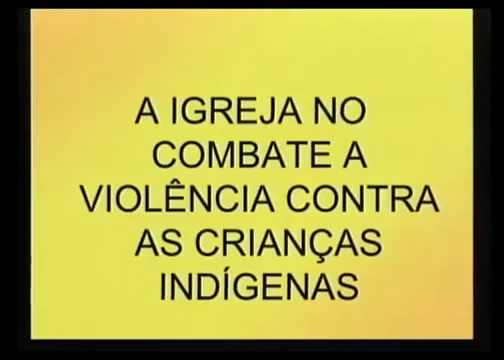 A IGREJA NO
COMBATE A
VIOLÊNCIA CONTRA
AS CRIANÇAS
INDÍGENAS